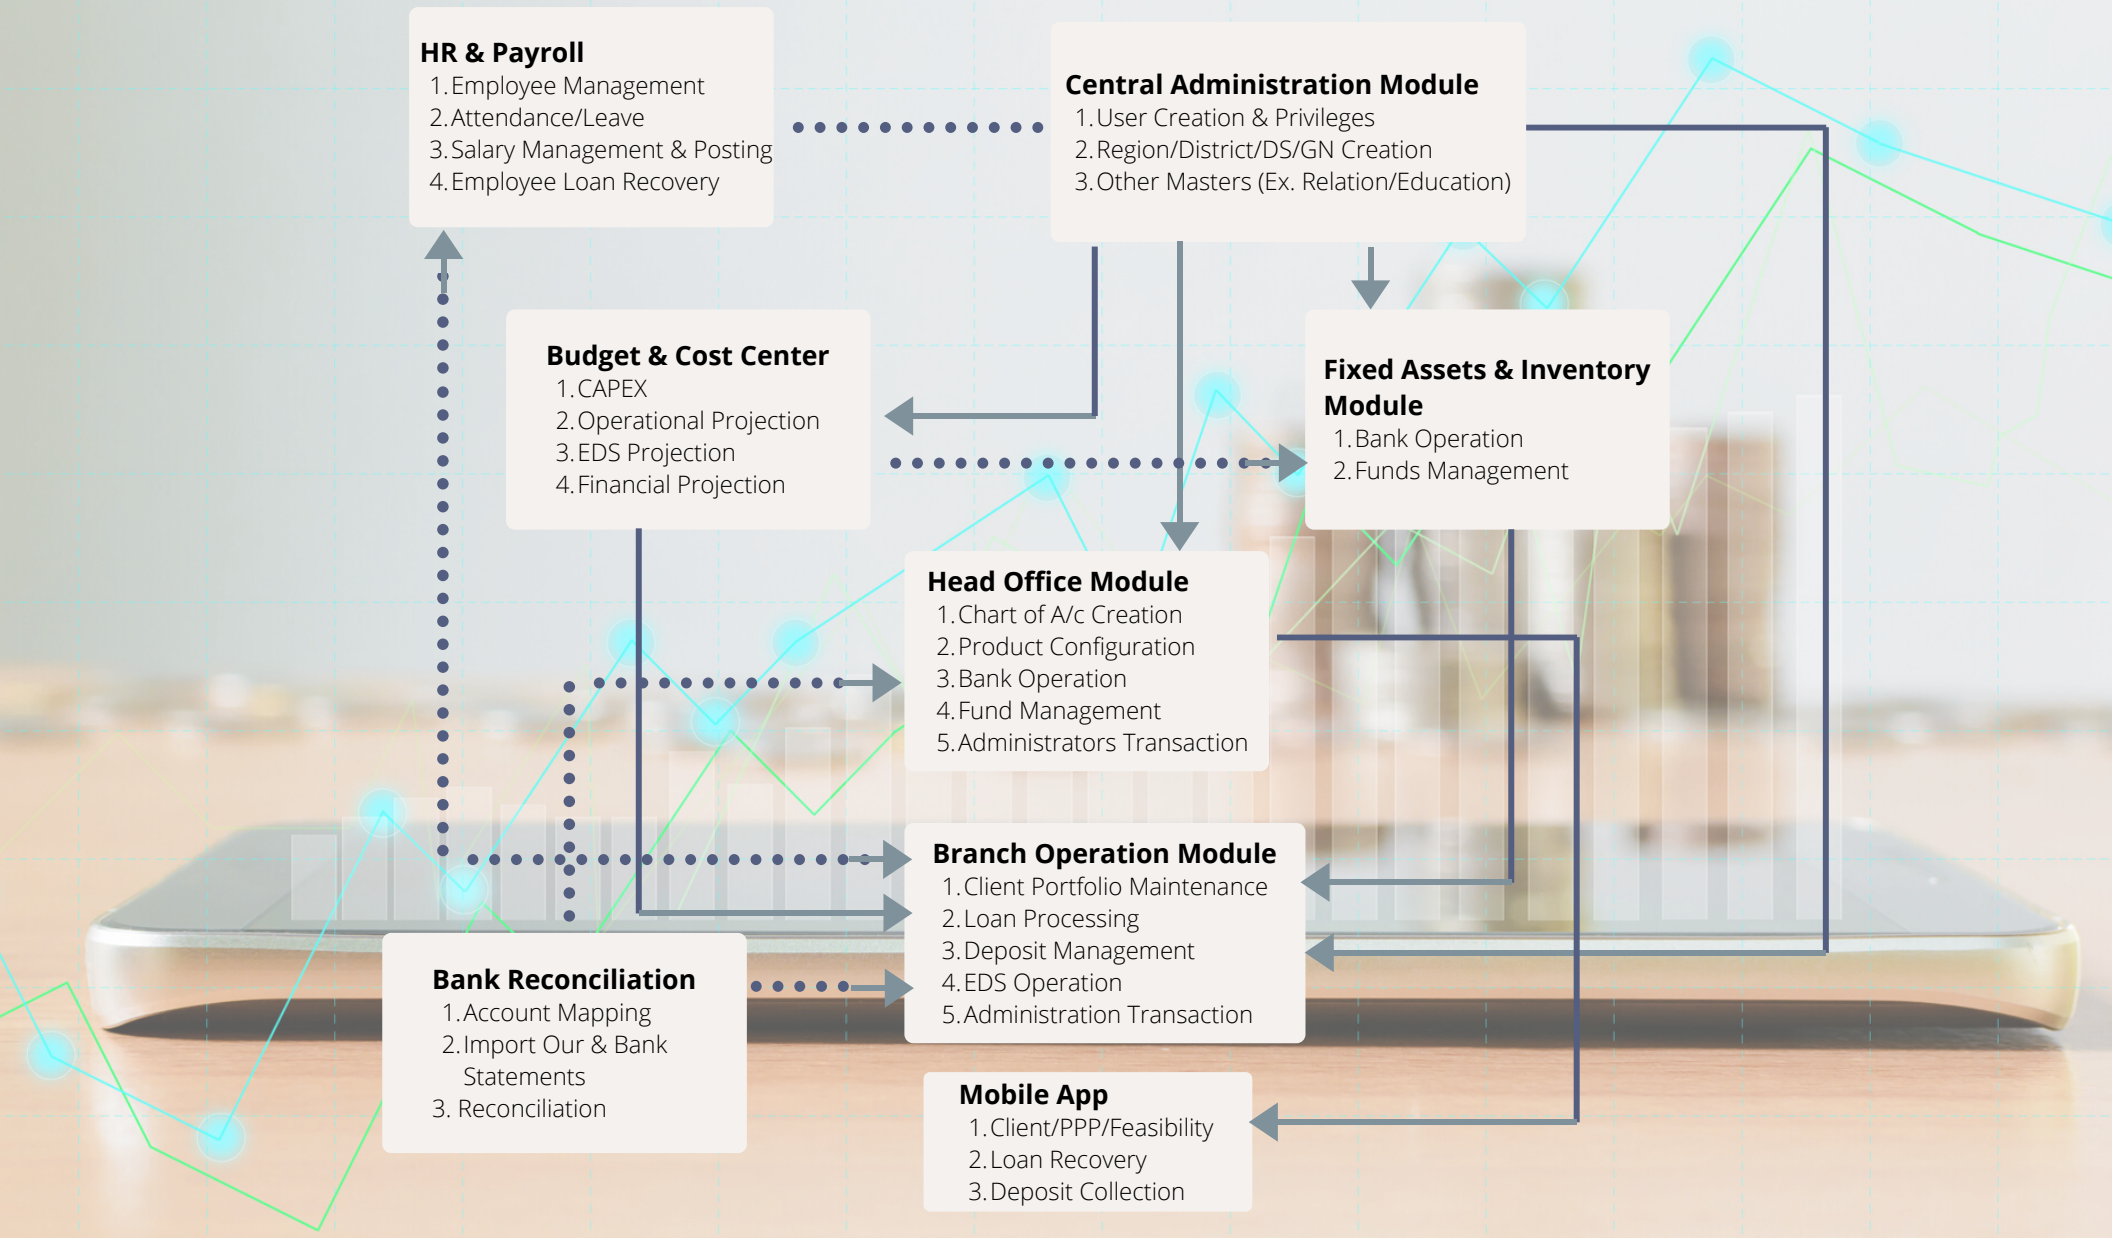 HR & Payroll
1. Employee Management
2. Attendance/Leave
3. Salary Management & Posting
4. Employee Loan Recovery
Central Administration Module
1. User Creation & Privileges
2. Region/District/DS/GN Creation
3. Other Masters (Ex. Relation/Education)
Budget & Cost Center
1. CAPEX
2. Operational Projection
3. EDS Projection
4. Financial Projection
Fixed Assets & Inventory
Module
1. Bank Operation
2. Funds Management
Head Office Module
1. Chart of A/c Creation
2. Product Configuration
3. Bank Operation
4. Fund Management
5. Administrators Transaction
Branch Operation Module
1. Client Portfolio Maintenance
2. Loan Processing
3. Deposit Management
4. EDS Operation
5. Administration Transaction
Bank Reconciliation
1. Account Mapping
2. Import Our & Bank
Statements
3. Reconciliation
Mobile App
1. Client/PPP/Feasibility
2. Loan Recovery
3. Deposit Collection